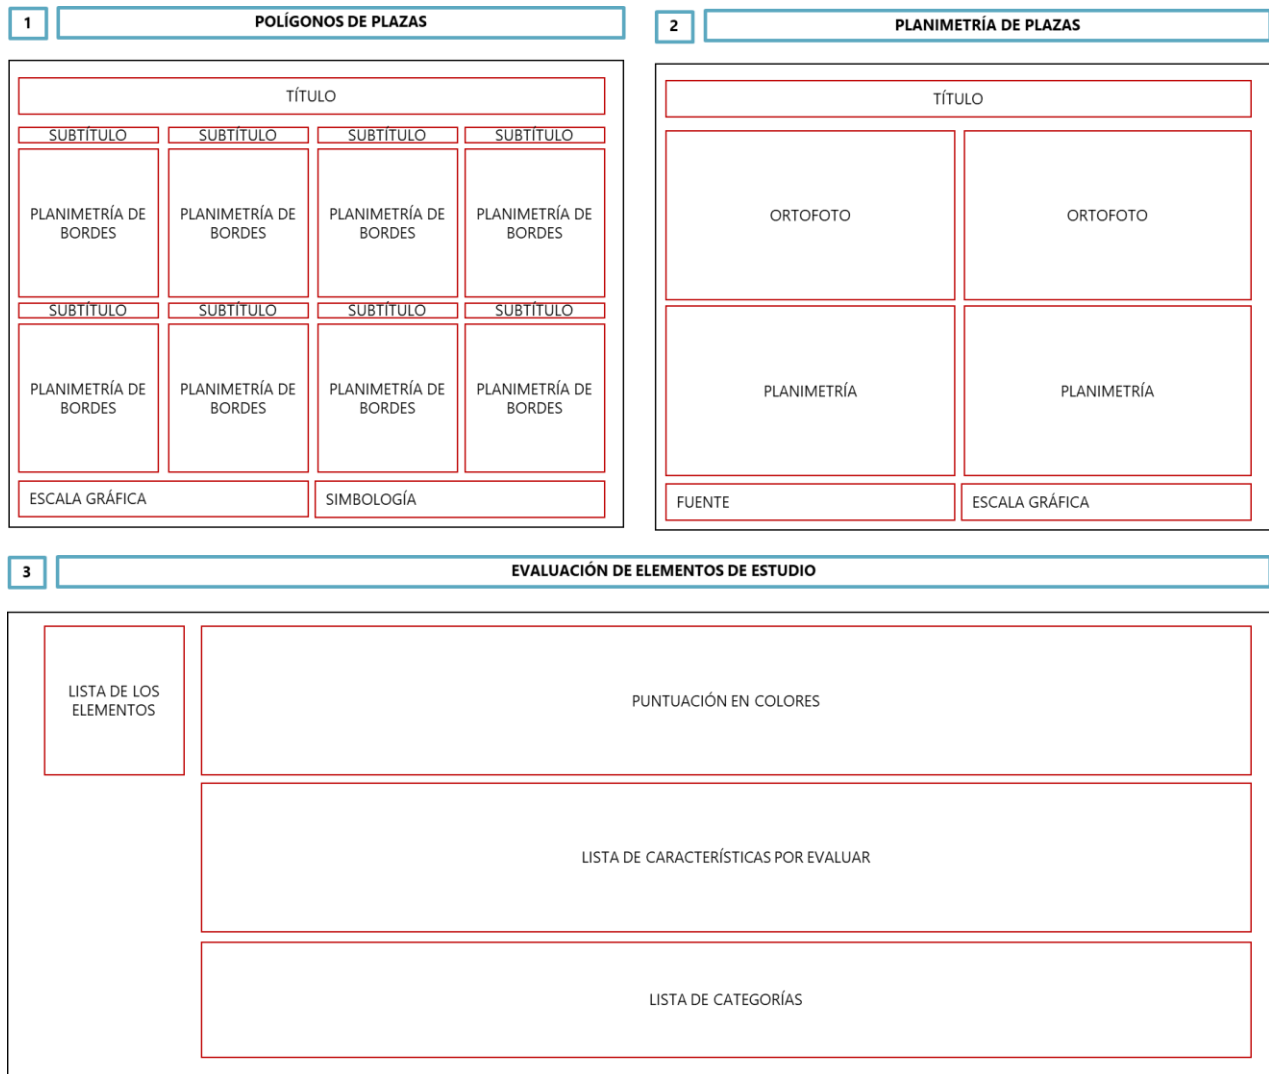 1
POLÍGONOS DE PLAZAS
TÍTULO
SUBTÍTULO SUBTÍTULO SUBTÍTULO SUBTÍTULO
PLANIMETRÍA DE PLANIMETRÍA DE PLANIMETRÍA DE PLANIMETRÍA DE
BORDES BORDES BORDES BORDES
SUBTÍTULO SUBTÍTULO SUBTÍTULO SUBTÍTULO
PLANIMETRÍA DE PLANIMETRÍA DE PLANIMETRÍA DE PLANIMETRÍA DE
BORDES BORDES BORDES BORDES
ESCALA GRÁFICA SIMBOLOGÍA
2
PLANIMETRÍA DE PLAZAS
TÍTULO
ORTOFOTO ORTOFOTO
PLANIMETRÍA PLANIMETRÍA
FUENTE ESCALA GRÁFICA
3
EVALUACIÓN DE ELEMENTOS DE ESTUDIO
LISTA DE LOS
ELEMENTOS
PUNTUACIÓN EN COLORES
LISTA DE CARACTERÍSTICAS POR EVALUAR
LISTA DE CATEGORÍAS